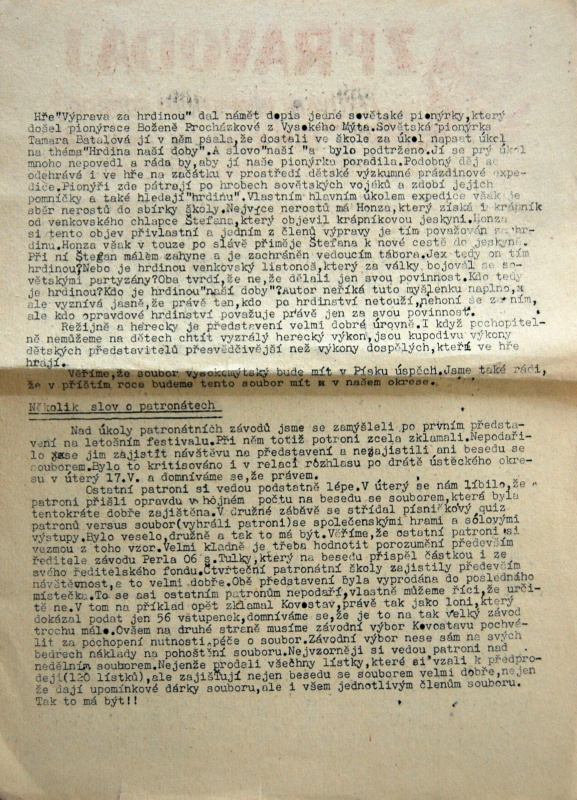 ZPRAVODAJ
Hře"Výprava za hrdinou" dal námět dopis jedné sovětské pionýrky,který
došel pionýrsce Boženě Procházkové z Vysokého Mýta.Sovětská pionýrka
Tamara Batalová jí v něm psala,že dostali ve škole za úkol napsat úkol
na théma"Hrdina naší doby".A slovo"naší "a bylo podtrženo.Jí se prý úkol
mnoho nepovedl a ráda by,aby jí naše pionýrka poradila.Podobný děj se
odehrává i ve hře na začátku v prostředí dětské výzkumné prázdninové expe-
dice.Pionýři zde pátrají po hrobech sovětských vojáků a zdobí jejich
pomníčky a také hledají"hrdinu".Vlastním hlavním úkolem expedice však je
sběr nerostů do sbírky školy.Nejvíce nerostů má Honza,který získá i krápník
od venkovského chlapce Štefana,který objevil krápníkovou jeskyni.Honza
si tento objev přivlastní a jedním z členů výpravy je tím považován za hr-
dinu.Honza však v touze po slávě přiměje Štefana k nové cestě do jeskyně.
Při ní Štefan málem zahyne a je zachráněn vedoucím tábora.Jex tedy on tím
hrdinou?Nebo je hrdinou venkovský listonoš,který za války bojoval se so-
větskými partyzány?Oba tvrdí,že ne,že dělali jen svou povinnost.Kdo tedy
je hrdinou?Kdo je hrdinou"naší doby"?Autor neříká tuto myšlenku naplno,x
ale vyznívá jasně,že právě ten,kdo po hrdinství netouží,nehoní se za ním,
ale kdo opravdové hrdinství považuje právě jen za svou povinnost.
Režijně a herecky je představení velmi dobré úrovně.I když pochopitel-
ně nemůžeme na dětech chtít vyzrálý herecký výkon,jsou kupodivu výkony
dětských představitelů přesvědčivější než výkony dospělých,kteří ve hře
hrají.
Věříme,že soubor vysokomýtský bude mít v Písku úspěch.Jsme také rádi,
že v příštím roce budeme tento soubor mít x v našem okrese.
Několik slov o patronátech
Nad úkoly patronátních závodů jsme se zamýšleli po prvním předsta-
vení na letošním festivalu.Při něm totiž potroni zcela zklamali.Nepodaři-
lo se jim zajistit návštěvu na představení a nezajistili ani besedu se
souborem.Bylo to kritisováno i v relaci rozhlasu po drátě ústeckého okre-
su v úterý 17.V. a domníváme se,že právem.
Ostatní patroni si vedou podstatně lépe.V úterý se nám líbilo,že
patroni přišli opravdu v hojném počtu na besedu se souborem,která byla
tentokráte dobře zajištěna.V družné zábávě se střídal písničkový quiz
patronů versus soubor(vyhráli patroni)se společenskými hrami a sólovými
výstupy.Bylo veselo,družně a tak to má být.Věříme,že ostatní patroni si
vezmou z toho vzor.Velmi kladně je třeba hodnotit porozumění především
ředitele závodu Perla 06 s.Tulky,který na besedu přispěl částkou i ze
svého ředitelského fondu.Čtvrteční patronátní školy zajistily především
návštěvnost,a to velmi dobře.Obě představení byla vyprodána do posledního
místečka.To se asi ostatním patronům nepodaří,vlastně můžeme říci,že urči-
tě ne.V tom na příklad opět zklamal Kovostav,právě tak jako loni,který
dokázal podat jen 56 vstupenek,domníváme se,že je to na tak velký závod
trochu málo.Ovšem na druhé straně musíme závodní výbor Kovostavu pochvá-
lit za pochopení nutnosti,péče o soubor.Závodní výbor nese sám na svých
bedrech náklady na pohoštění souboru.Nejvzorněji si vedou patroni nad
nedělním souborem.Nejenže prodali všechny lístky,které si vzali k předpro-
deji(120 lístků),ale zajišťují nejen besedu se souborem velmi dobře,nejen
že dají upomínkové dárky souboru,ale i všem jednotlivým členům souboru.
Tak to má být!!